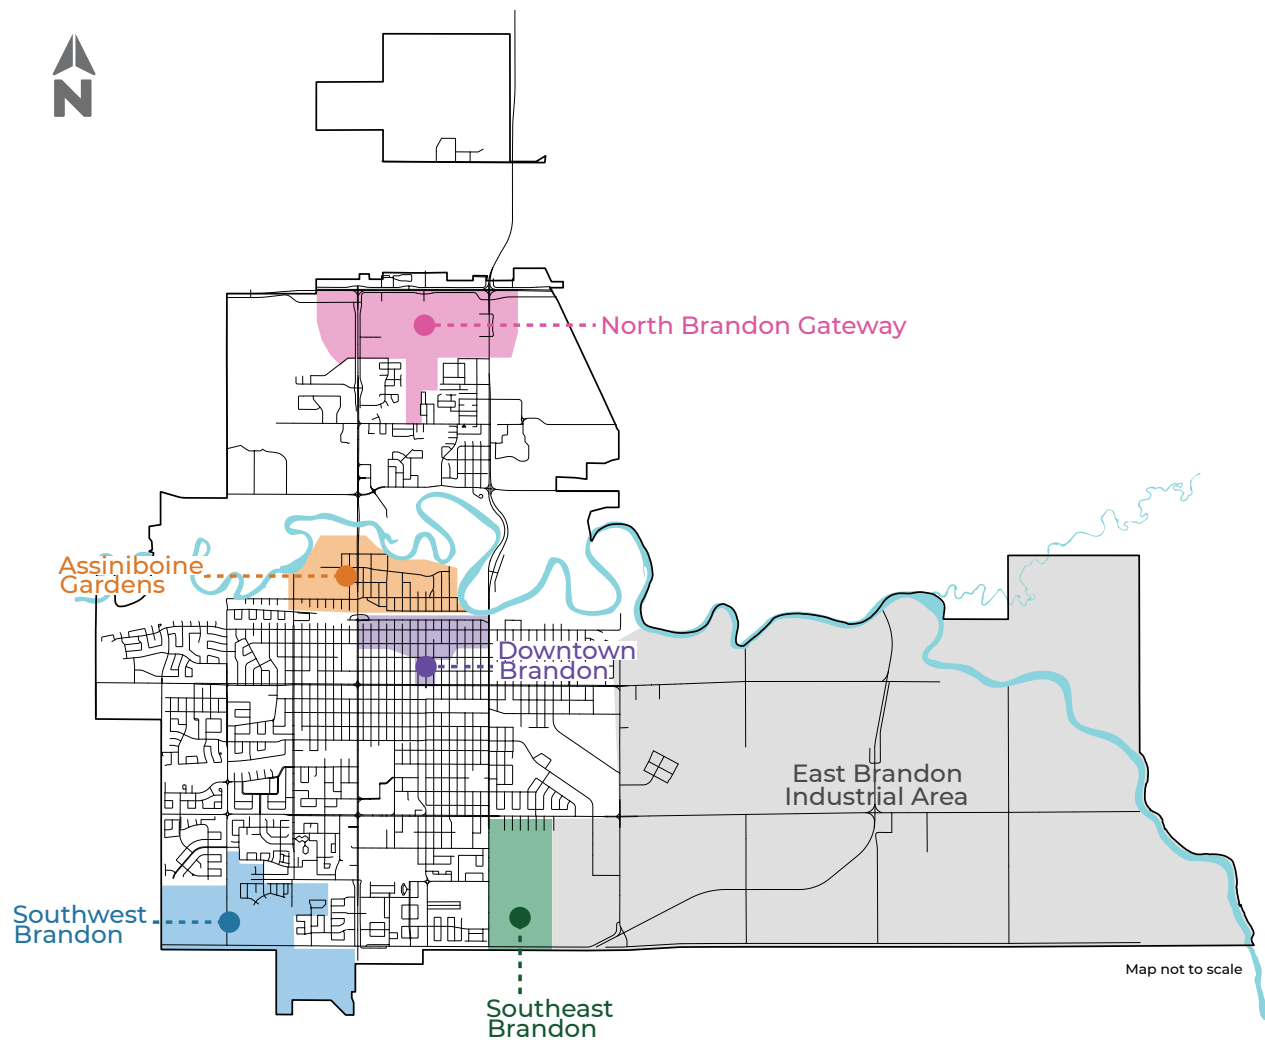 N
North Brandon Gateway
Assiniboine
Gardens
Downtown
Brandon
East Brandon
Industrial Area
Southwest
Brandon
Map not to scale
Southeast
Brandon